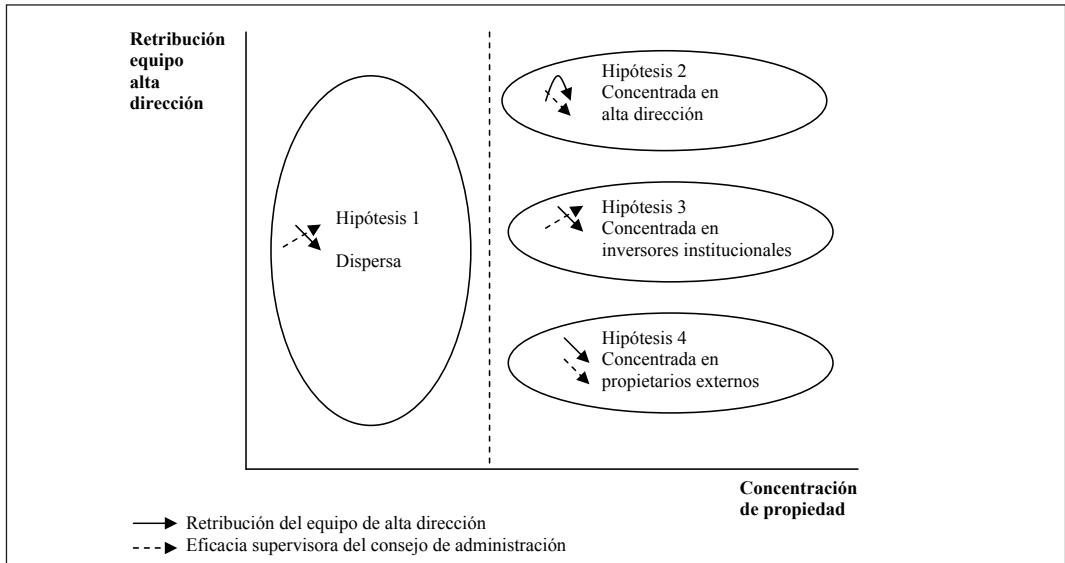 Retribución
equipo
alta
dirección
Hipótesis 1
Dispersa
Hipótesis 2
Concentrada en
alta dirección
Hipótesis 3
Concentrada en
inversores institucionales
Hipótesis 4
Concentrada en
propietarios externos
Concentración
de propiedad
Retribución del equipo de alta dirección
Eficacia supervisora del consejo de administración